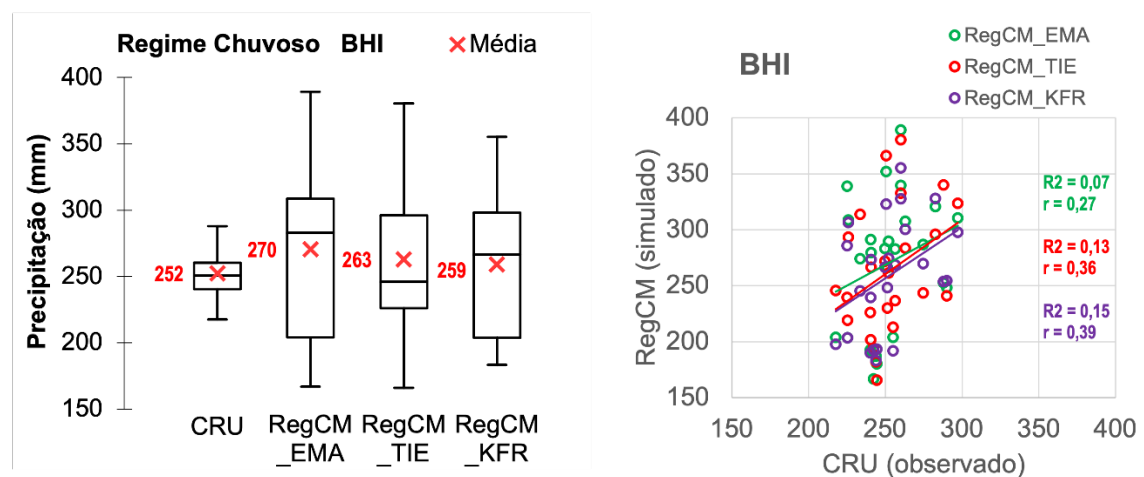 Regime Chuvoso BHI
Média
Precipitação (mm)
400
350
300
250
200
150
252
270
263
259
CRU
RegCM
_EMA
RegCM
_TIE
RegCM
_KFR
BHI
RegCM_EMA
RegCM_TIE
RegCM_KFR
RegCM (simulado)
400
350
300
250
200
150
R2 = 0,07
r = 0,27
R2 = 0,13
r = 0,36
R2 = 0,15
r = 0,39
150 200 250 300 350 400
CRU (observado)